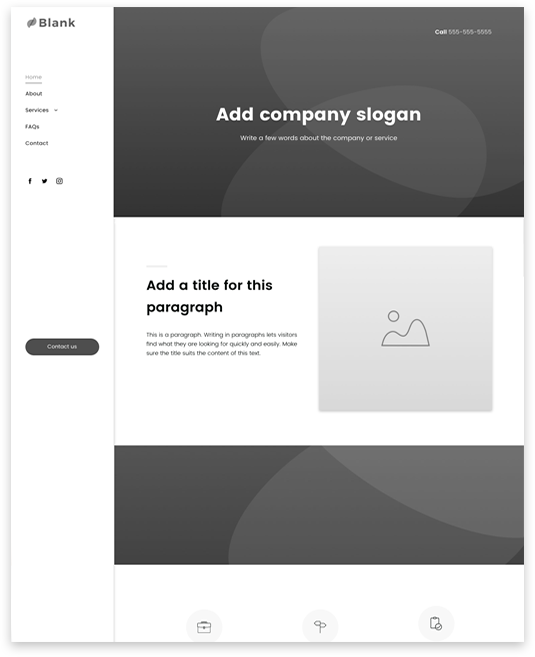 Blank
Home
About
Services
FAQs
Contact
Contact us
Call 555-555-5555
Add company slogan
Write a few words about the company or service
Add a title for this
paragraph
This is a paragraph. Writing in paragraphs lets visitors
find what they are looking for quickly and easily. Make
sure the title suits the content of this text.